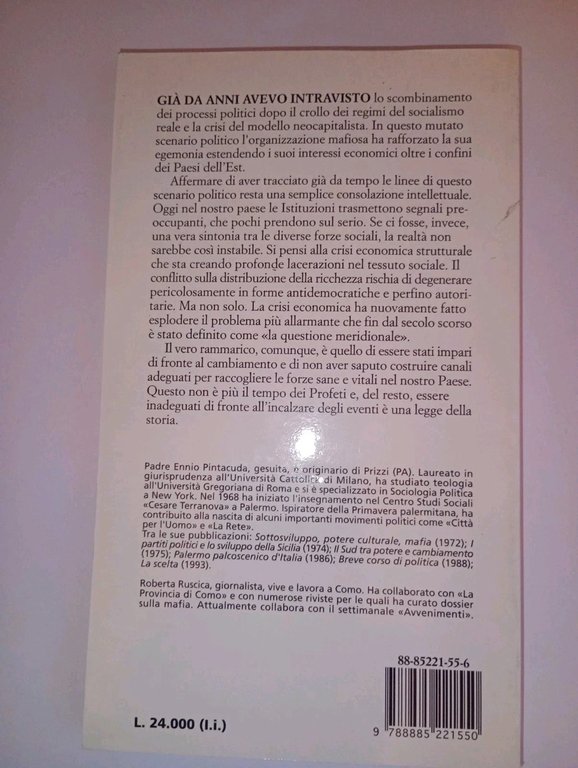 GIÀ DA ANNI AVEVO INTRAVISTO lo scombinamento
dei processi politici dopo il crollo dei regimi del socialismo
reale e la crisi del modello neocapitalista. In questo mutato
scenario politico l'organizzazione mafiosa ha rafforzato la sua
egemonia estendendo i suoi interessi economici oltre i confini
dei Paesi dell'Est.
Affermare di aver tracciato già da tempo le linee di questo
scenario politico resta una semplice consolazione intellettuale.
Oggi nel nostro paese le Istituzioni trasmettono segnali pre-
occupanti, che pochi prendono sul serio. Se ci fosse, invece,
una vera sintonia tra le diverse forze sociali, la realtà non
sarebbe così instabile. Si pensi alla crisi economica strutturale
che sta creando profonde lacerazioni nel tessuto sociale. Il
conflitto sulla distribuzione della ricchezza rischia di degenerare
pericolosamente in forme antidemocratiche e perfino autori-
tarie. Ma non solo. La crisi economica ha nuovamente fatto
esplodere il problema più allarmante che fin dal secolo scorso
è stato definito come «la questione meridionale».
Il vero rammarico, comunque, è quello di essere stati impari
di fronte al cambiamento e di non aver saputo costruire canali
adeguati per raccogliere le forze sane e vitali nel nostro Paese.
Questo non è più il tempo dei Profeti e, del resto, essere
inadeguati di fronte all'incalzare degli eventi è una legge della
storia.
Padre Ennio Pintacuda, gesuita, è originario di Prizzi (PA). Laureato in
giurisprudenza all'Università Cattolica di Milano, ha studiato teologia
all'Università Gregoriana di Roma e si è specializzato in Sociologia Politica
a New York. Nel 1968 ha iniziato l'insegnamento nel Centro Studi Sociali
«Cesare Terranova» a Palermo. Ispiratore della Primavera palermitana, ha
contribuito alla nascita di alcuni importanti movimenti politici come «Città
per l'Uomo» e «La Rete».
Tra le sue pubblicazioni: Sottosviluppo, potere culturale, mafia (1972); I
partiti politici e lo sviluppo della Sicilia (1974); Il Sud tra potere e cambiamento
(1975); Palermo palcoscenico d'Italia (1986); Breve corso di politica (1988);
La scelta (1993).
Roberta Ruscica, giornalista, vive e lavora a Como. Ha collaborato con «La
Provincia di Como» e con numerose riviste per le quali ha curato dossier
sulla mafia. Attualmente collabora con il settimanale «Avvenimenti».
88-85221-55-6
L. 24.000 (I.i.)
9 788885 221550